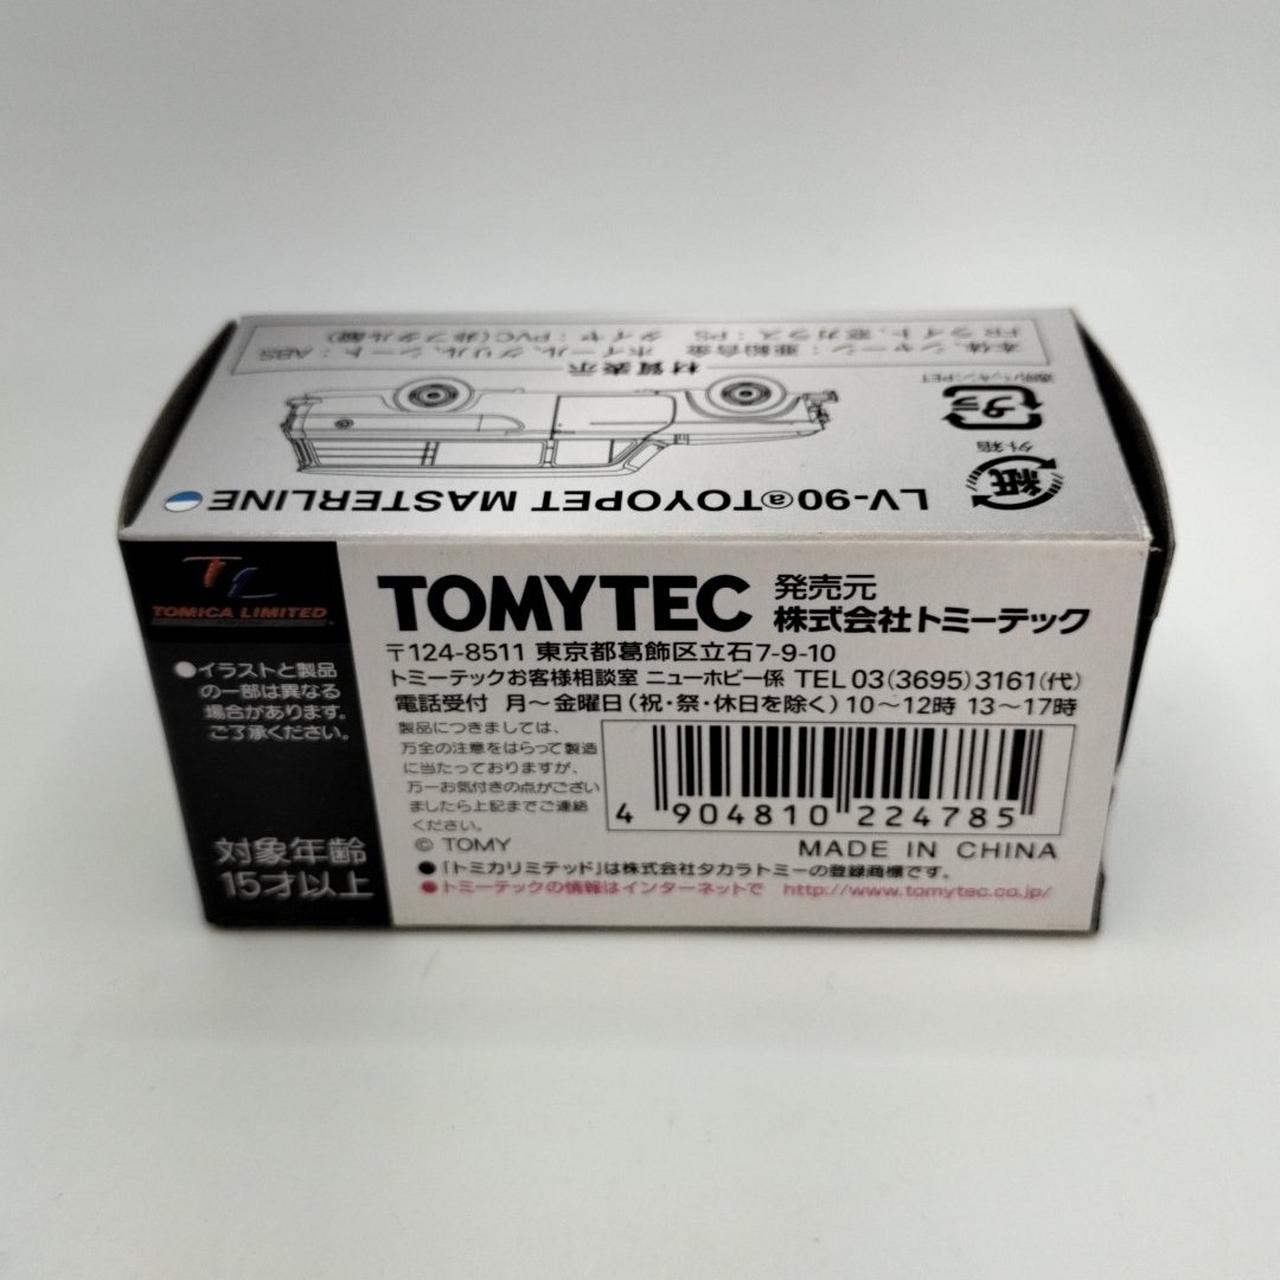 本体、シャーシ：亜鉛合金　ホイール、グリル、シート：ABS
FRライト、窓ガラス：PS　タイヤ：PVC(非フタル酸)
材質表示
透明パッキン:PET
プラ
外箱
紙
LV-90ⓐTOYOPET MASTERLINE
TL
TOMICA LIMITED
●イラストと製品
の一部は異なる
場合があります。
ご了承ください。
対象年齢
15才以上
TOMYTEC
発売元
株式会社トミーテック
〒124-8511 東京都葛飾区立石7-9-10
トミーテックお客様相談室 ニューホビー係 TEL 03(3695)3161(代)
電話受付 月〜金曜日(祝・祭・休日を除く)10〜12時 13〜17時
製品につきましては、
万全の注意をはらって製造
に当たっておりますが、
万一お気付きの点がござい
ましたら上記までご連絡
ください。
4 904810 224785
© TOMY
MADE IN CHINA
●「トミカリミテッド」は株式会社タカラトミーの登録商標です。
●トミーテックの情報はインターネットで http://www.tomytec.co.jp/